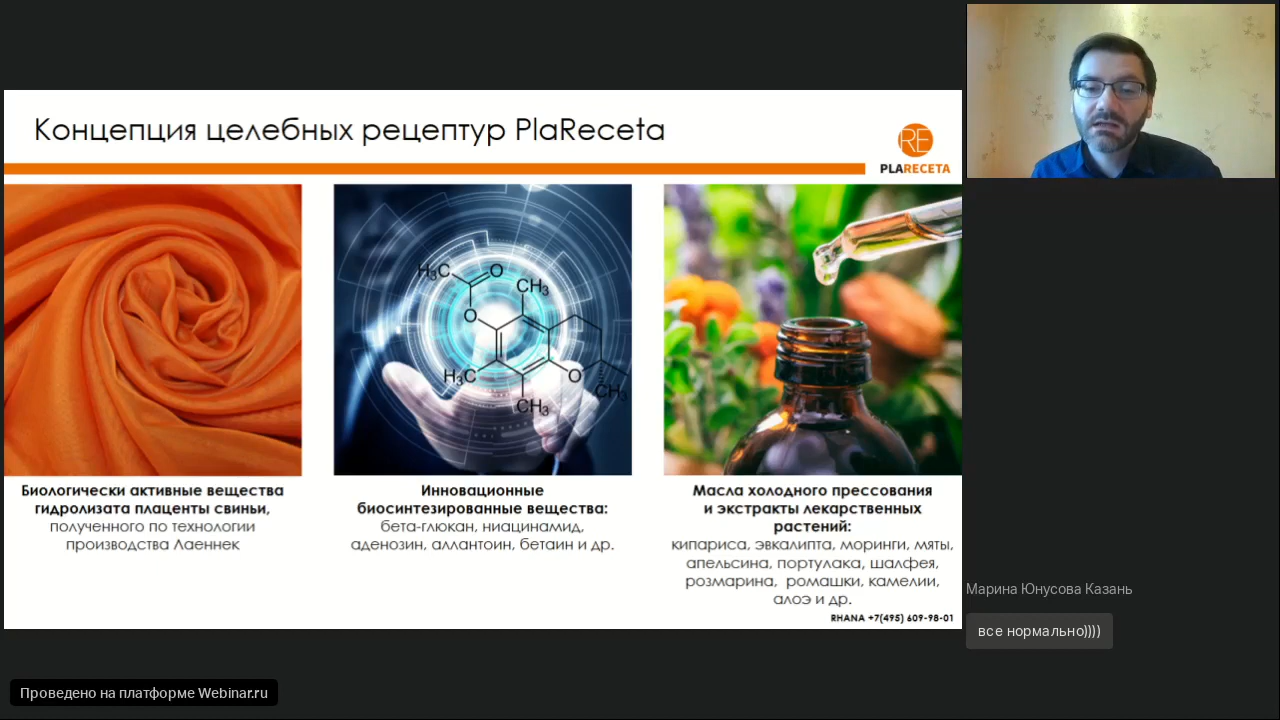 Концепция целебных рецептур PlaReceta
RE
PLARECETA
H₃C
O
CH₃
O
H₃C
O
CH₃
CH₃
Биологически активные вещества
гидролизата плаценты свиньи,
полученного по технологии
производства Лаеннек
Инновационные
биосинтезированные вещества:
бета-глюкан, ниацинамид,
аденозин, аллантоин, бетаин и др.
Масла холодного прессования
и экстракты лекарственных
растений:
кипариса, эвкалипта, моринги, мяты,
апельсина, портулака, шалфея,
розмарина, ромашки, камелии,
алоэ и др.
RHANA +7(495) 609-98-01
Марина Юнусова Казань
все нормально))))
Проведено на платформе Webinar.ru